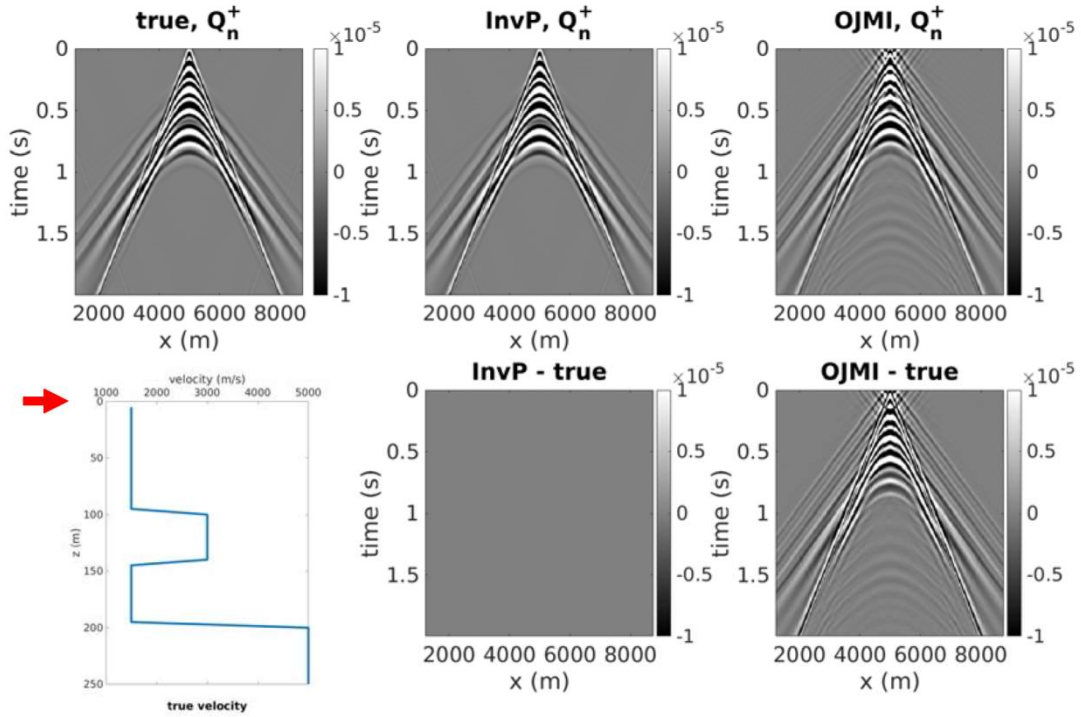 true, Q_n^+
InvP, Q_n^+
OJMI, Q_n^+
×10^-5
×10^-5
×10^-5
0
0.5
1
1.5
time (s)
2000 4000 6000 8000
x (m)
1
0.5
0
-0.5
-1
0
0.5
1
1.5
time (s)
2000 4000 6000 8000
x (m)
1
0.5
0
-0.5
-1
0
0.5
1
1.5
time (s)
2000 4000 6000 8000
x (m)
1
0.5
0
-0.5
-1
velocity (m/s)
1000 2000 3000 4000 5000
0
50
100
150
200
250
z (m)
true velocity
InvP - true
×10^-5
0
0.5
1
1.5
time (s)
2000 4000 6000 8000
x (m)
1
0.5
0
-0.5
-1
OJMI - true
×10^-5
0
0.5
1
1.5
time (s)
2000 4000 6000 8000
x (m)
1
0.5
0
-0.5
-1